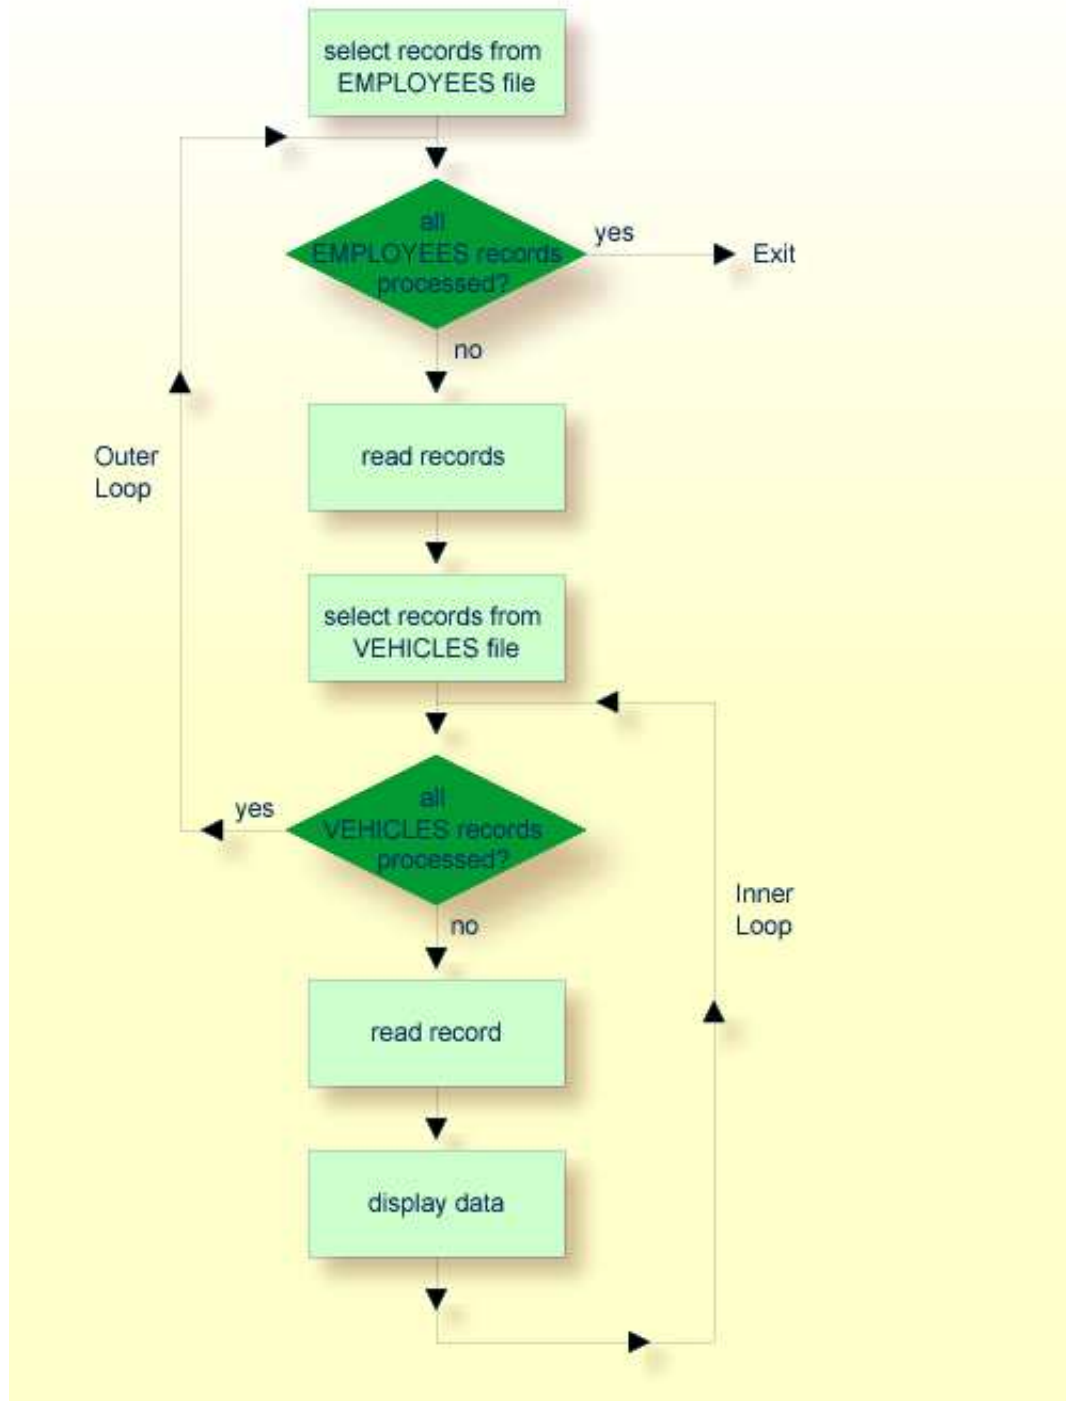 select records from
EMPLOYEES file
all
EMPLOYEES records
processed?
yes
Exit
no
Outer
Loop
read records
select records from
VEHICLES file
yes
all
VEHICLES records
processed?
no
Inner
Loop
read record
display data